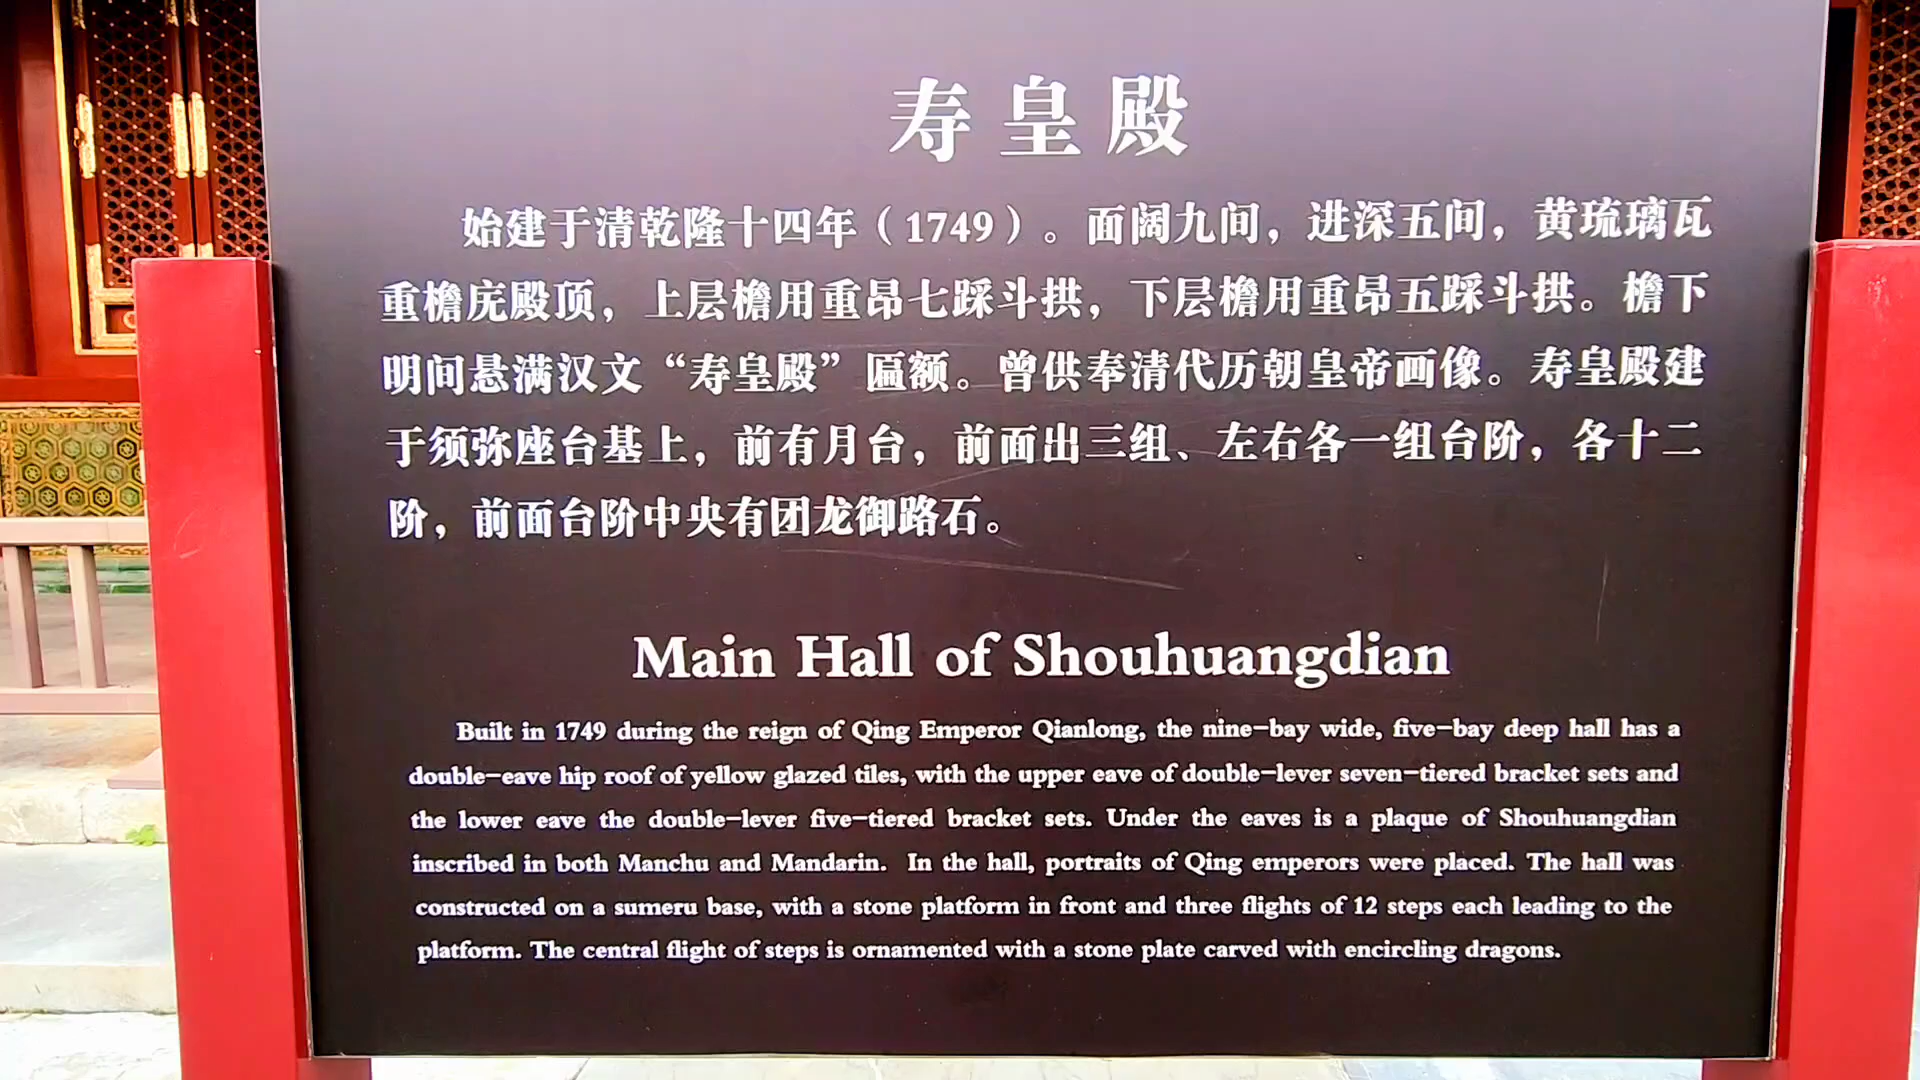 寿皇殿
始建于清乾隆十四年（1749）。面阔九间，进深五间，黄琉璃瓦
重檐庑殿顶，上层檐用重昂七踩斗拱，下层檐用重昂五踩斗拱。檐下
明间悬满汉文“寿皇殿”匾额。曾供奉清代历朝皇帝画像。寿皇殿建
于须弥座台基上，前有月台，前面出三组、左右各一组台阶，各十二
阶，前面台阶中央有团龙御路石。
Main Hall of Shouhuangdian
Built in 1749 during the reign of Qing Emperor Qianlong, the nine-bay wide, five-bay deep hall has a
double-eave hip roof of yellow glazed tiles, with the upper eave of double-lever seven-tiered bracket sets and
the lower eave the double-lever five-tiered bracket sets. Under the eaves is a plaque of Shouhuangdian
inscribed in both Manchu and Mandarin. In the hall, portraits of Qing emperors were placed. The hall was
constructed on a sumeru base, with a stone platform in front and three flights of 12 steps each leading to the
platform. The central flight of steps is ornamented with a stone plate carved with encircling dragons.